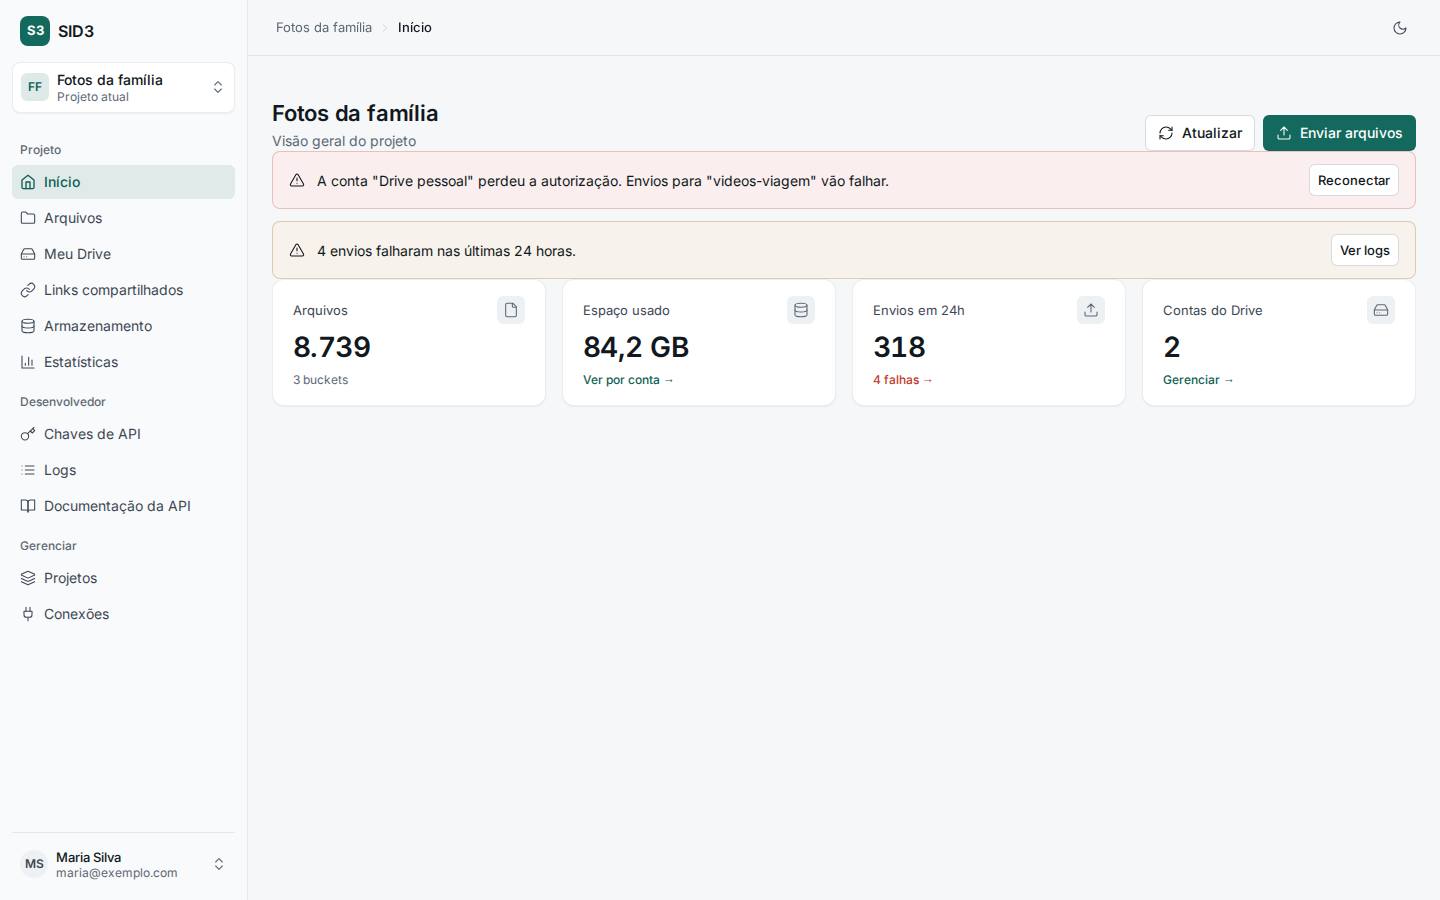 S3 SID3
FF Fotos da família
Projeto atual
Projeto
Início
Arquivos
Meu Drive
Links compartilhados
Armazenamento
Estatísticas
Desenvolvedor
Chaves de API
Logs
Documentação da API
Gerenciar
Projetos
Conexões
MS Maria Silva
maria@exemplo.com
Fotos da família Início
Fotos da família
Visão geral do projeto
Atualizar
Enviar arquivos
A conta "Drive pessoal" perdeu a autorização. Envios para "videos-viagem" vão falhar.
Reconectar
4 envios falharam nas últimas 24 horas.
Ver logs
Arquivos
8.739
3 buckets
Espaço usado
84,2 GB
Ver por conta →
Envios em 24h
318
4 falhas →
Contas do Drive
2
Gerenciar →